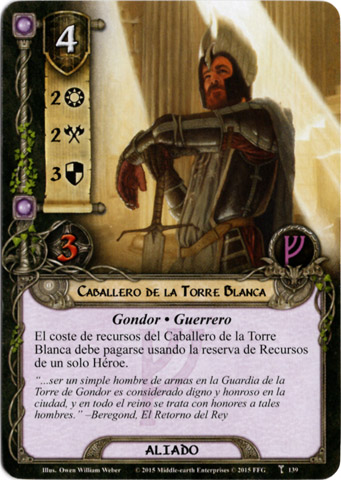 4
2
2
3
3
Caballero de la Torre Blanca
Gondor • Guerrero
El coste de recursos del Caballero de la Torre
Blanca debe pagarse usando la reserva de Recursos
de un solo Héroe.
“...ser un simple hombre de armas en la Guardia de la
Torre de Gondor es considerado digno y honroso en la
ciudad, y en todo el reino se trata con honores a tales
hombres.” –Beregond, El Retorno del Rey
ALIADO
Illus. Owen William Weber © 2015 Middle-earth Enterprises © 2015 FFG 139